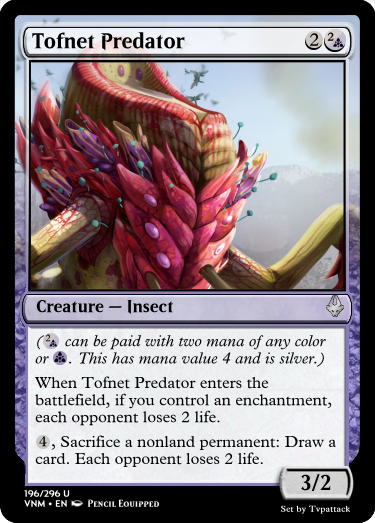 Tofnet Predator 2 2
Creature — Insect
(2 can be paid with two mana of any color
or . This has mana value 4 and is silver.)
When Tofnet Predator enters the
battlefield, if you control an enchantment,
each opponent loses 2 life.
4, Sacrifice a nonland permanent: Draw a
card. Each opponent loses 2 life.
3/2
196/296 U
VNM • EN Pencil Equipped
Set by Tvpattack